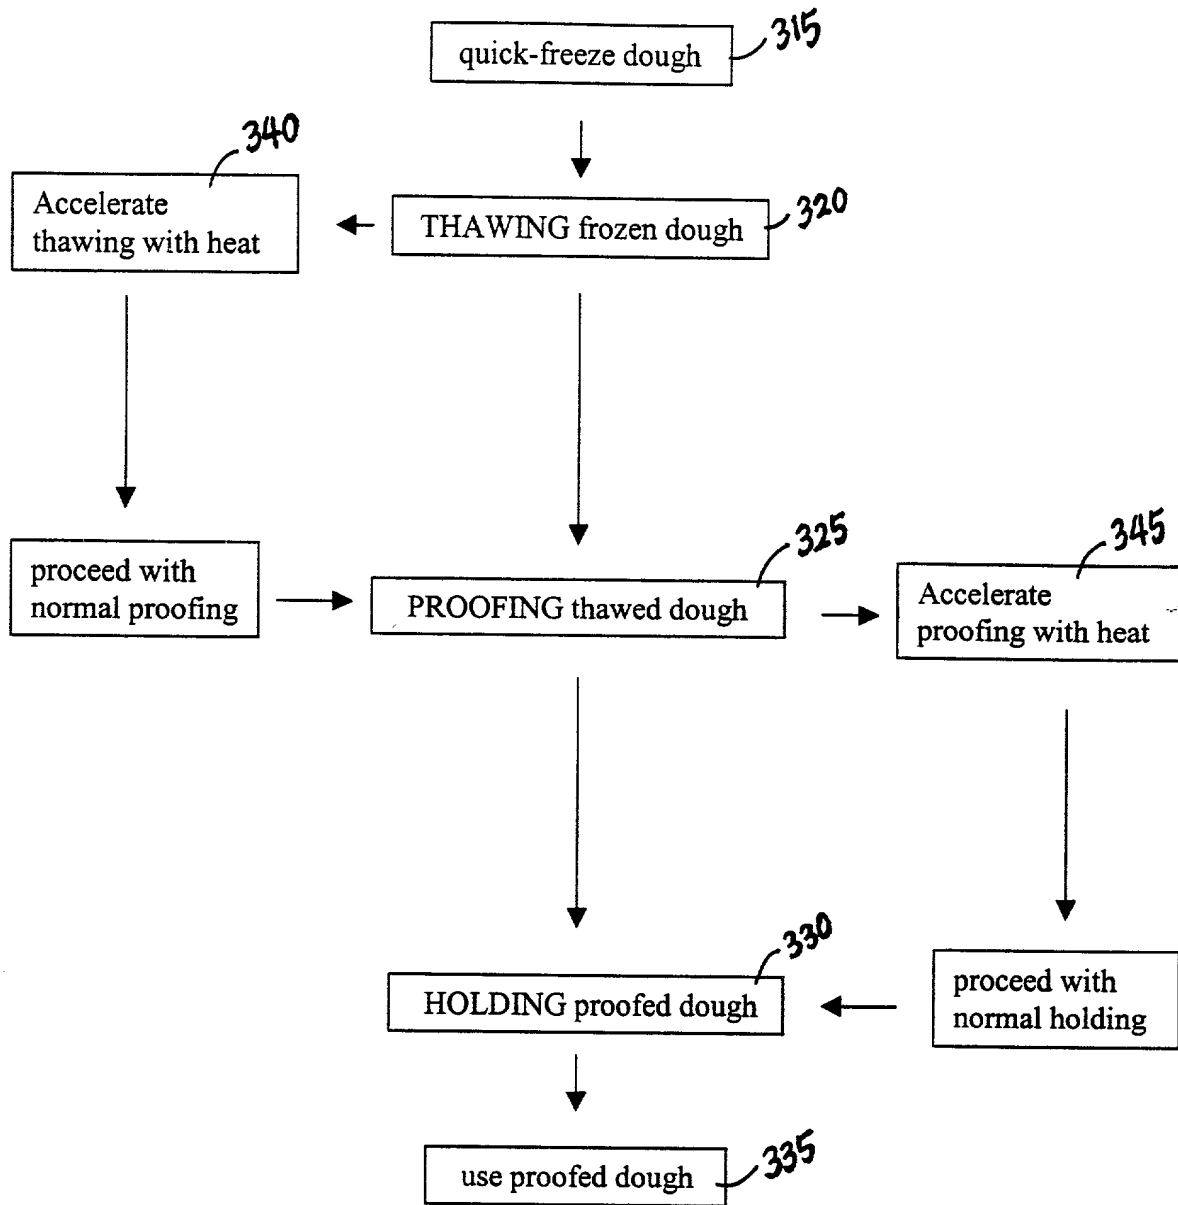 quick-freeze dough
315
340
Accelerate
thawing with heat
THAWING frozen dough
320
proceed with
normal proofing
325
PROOFING thawed dough
345
Accelerate
proofing with heat
330
HOLDING proofed dough
proceed with
normal holding
use proofed dough
335